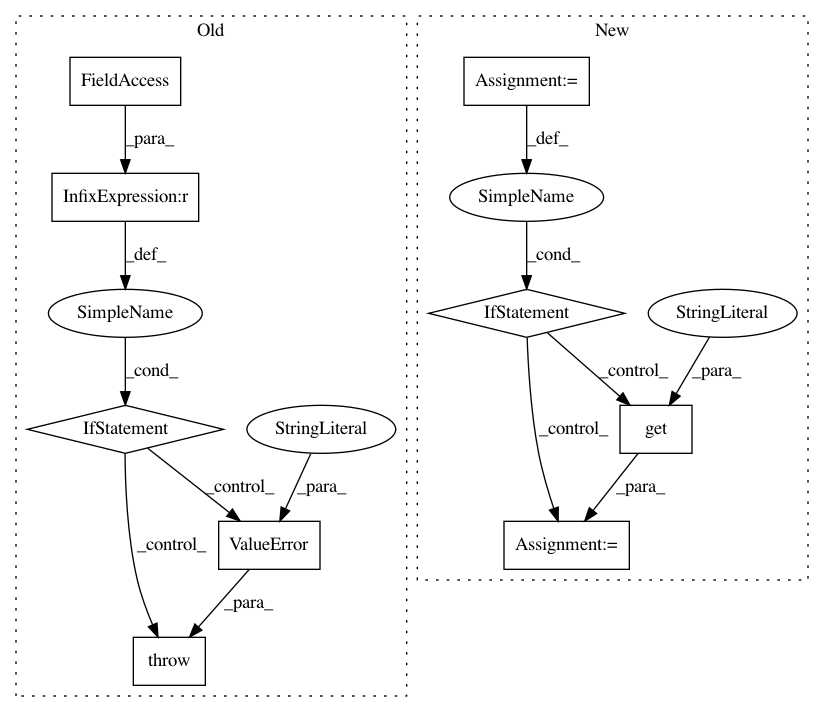 Old
FieldAccess
_para_
InfixExpression:r
_def_
SimpleName
_cond_
IfStatement
StringLiteral
_control_
_para_
_control_
ValueError
_para_
throw
New
Assignment:=
_def_
SimpleName
_cond_
IfStatement
StringLiteral
_control_
_para_
_control_
get
_para_
Assignment:=